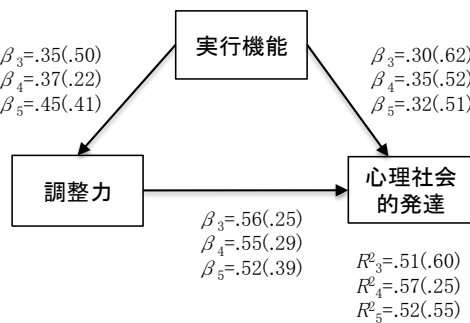 実行機能
β₃=.35(.50)
β₄=.37(.22)
β₅=.45(.41)
β₃=.30(.62)
β₄=.35(.52)
β₅=.32(.51)
調整力
心理社会
的発達
β₃=.56(.25)
β₄=.55(.29)
β₅=.52(.39)
R²₃=.51(.60)
R²₄=.57(.25)
R²₅=.52(.55)